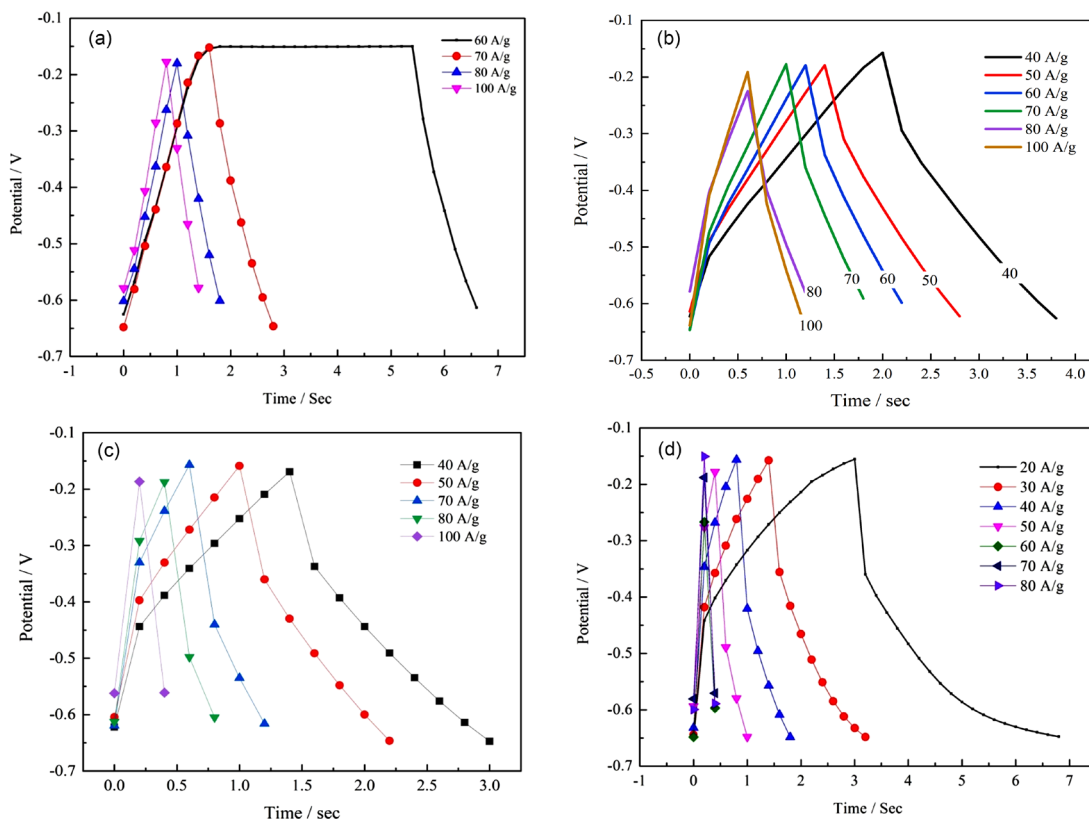 (a)
60 A/g
70 A/g
80 A/g
100 A/g
-0.1
-0.2
-0.3
-0.4
-0.5
-0.6
-0.7
Potential / V
-1 0 1 2 3 4 5 6 7
Time / Sec
(b)
40 A/g
50 A/g
60 A/g
70 A/g
80 A/g
100 A/g
40
50
60
70
80
100
-0.1
-0.2
-0.3
-0.4
-0.5
-0.6
-0.7
Potential / V
-0.5 0.0 0.5 1.0 1.5 2.0 2.5 3.0 3.5 4.0
Time / sec
(c)
40 A/g
50 A/g
70 A/g
80 A/g
100 A/g
-0.1
-0.2
-0.3
-0.4
-0.5
-0.6
-0.7
Potential / V
0.0 0.5 1.0 1.5 2.0 2.5 3.0
Time / sec
(d)
20 A/g
30 A/g
40 A/g
50 A/g
60 A/g
70 A/g
80 A/g
-0.1
-0.2
-0.3
-0.4
-0.5
-0.6
-0.7
Potential / V
0 1 2 3 4 5 6 7
Time / Sec